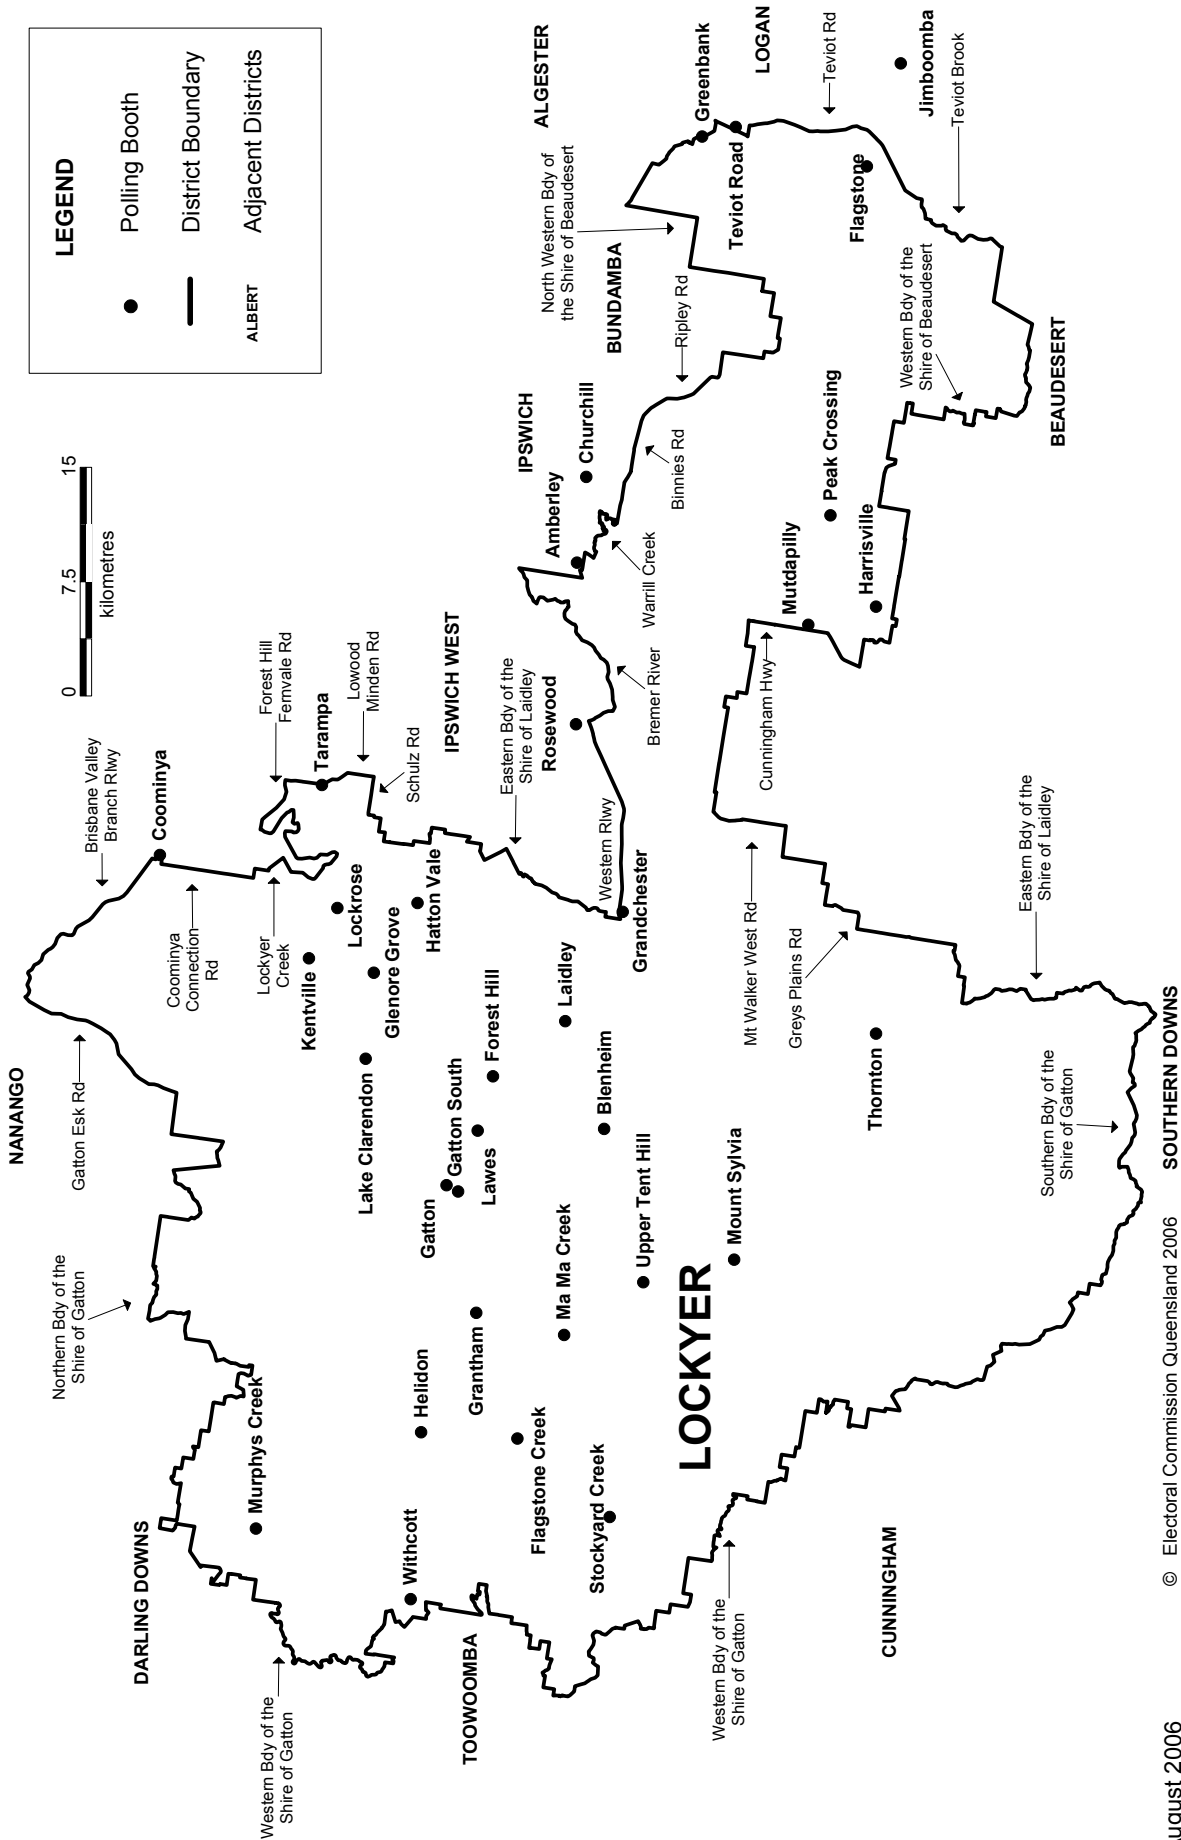 LEGEND
Polling Booth
District Boundary
ALBERT
Adjacent Districts
0
7.5
15
kilometres
NANANGO
Brisbane Valley
Branch Rlwy
Coominya
Gatton Esk Rd
Coominya
Connection
Rd
Lockyer
Creek
Forest Hill
Fernvale Rd
Tarampa
Lowood
Minden Rd
Schulz Rd
IPSWICH WEST
Eastern Bdy of the
Shire of Laidley
Rosewood
Western Rlwy
Grandchester
Bremer River
Warrill Creek
Amberley
IPSWICH
Churchill
Binnies Rd
Ripley Rd
BUNDAMBA
North Western Bdy of
the Shire of Beaudesert
ALGESTER
Greenbank
LOGAN
Teviot Road
Teviot Rd
Jimboomba
Flagstone
Teviot Brook
Western Bdy of the
Shire of Beaudesert
BEAUDESERT
Peak Crossing
Harrisville
Mutdapilly
Cunningham Hwy
Mt Walker West Rd
Greys Plains Rd
Eastern Bdy of the
Shire of Laidley
Northern Bdy of the
Shire of Gatton
DARLING DOWNS
Murphys Creek
Western Bdy of the
Shire of Gatton
Withcott
TOOWOOMBA
Helidon
Grantham
Flagstone Creek
Stockyard Creek
Ma Ma Creek
Upper Tent Hill
Mount Sylvia
LOCKYER
Gatton
Gatton South
Lawes
Forest Hill
Lake Clarendon
Kentville
Lockrose
Glenore Grove
Hatton Vale
Laidley
Blenheim
Thornton
Western Bdy of the
Shire of Gatton
CUNNINGHAM
Southern Bdy of the
Shire of Gatton
SOUTHERN DOWNS
© Electoral Commission Queensland 2006
ugust 2006